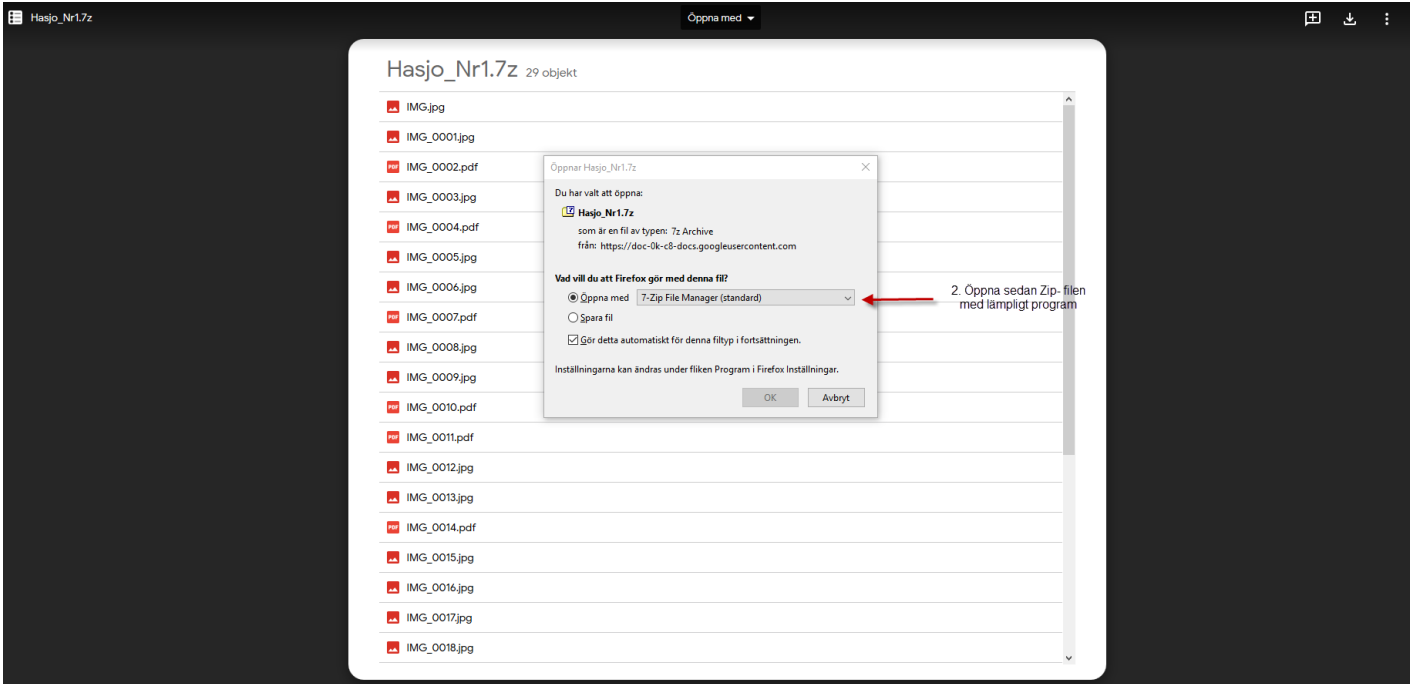 Hasjo_Nr1.7z
Öppna med
Hasjo_Nr1.7z 29 objekt
IMG.jpg
IMG_0001.jpg
IMG_0002.pdf
IMG_0003.jpg
IMG_0004.pdf
IMG_0005.jpg
IMG_0006.jpg
IMG_0007.pdf
IMG_0008.jpg
IMG_0009.jpg
IMG_0010.pdf
IMG_0011.pdf
IMG_0012.jpg
IMG_0013.jpg
IMG_0014.pdf
IMG_0015.jpg
IMG_0016.jpg
IMG_0017.jpg
IMG_0018.jpg
Öppnar Hasjo_Nr1.7z
Du har valt att öppna:
Hasjo_Nr1.7z
som är en fil av typen: 7z Archive
från: https://doc-0k-c8-docs.googleusercontent.com
Vad vill du att Firefox gör med denna fil?
Öppna med 7-Zip File Manager (standard)
Spara fil
Gör detta automatiskt för denna filtyp i fortsättningen.
Inställningarna kan ändras under fliken Program i Firefox Inställningar.
OK Avbryt
2. Öppna sedan Zip- filen
med lämpligt program